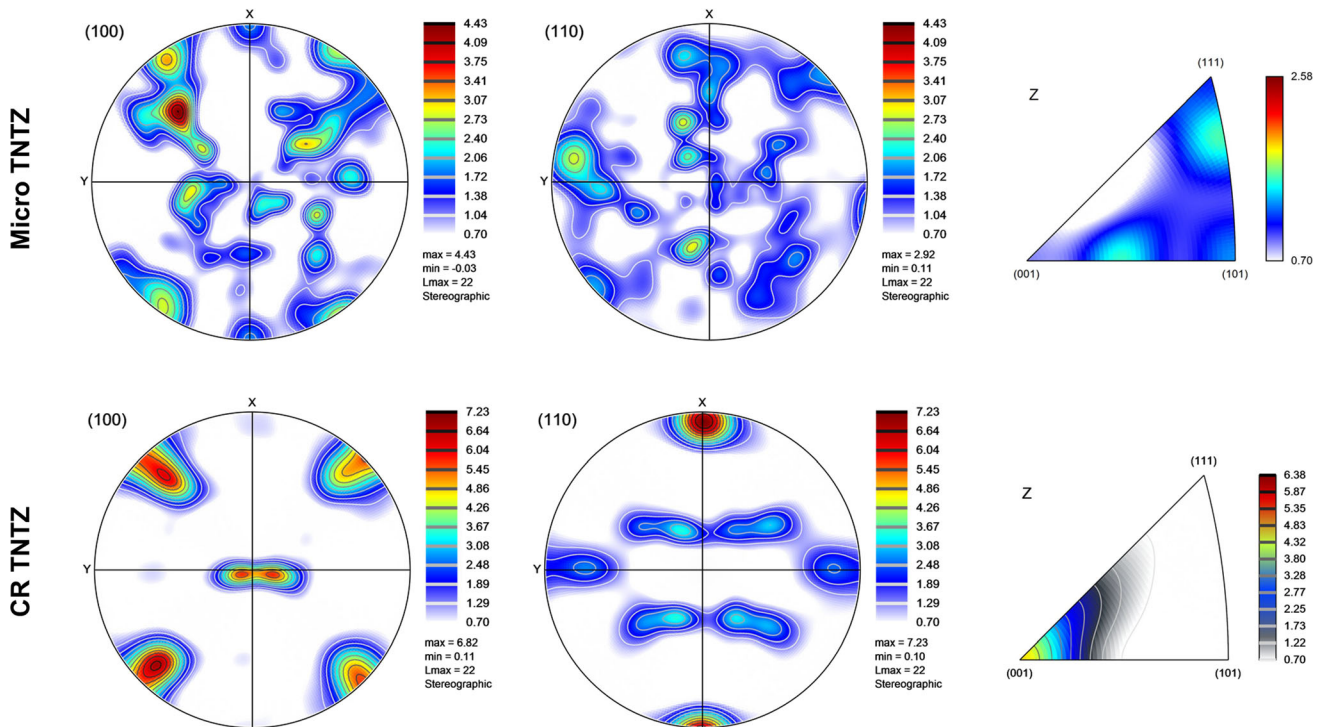 Micro TNTZ
(100)
X
Y
4.43
4.09
3.75
3.41
3.07
2.73
2.40
2.06
1.72
1.38
1.04
0.70
max = 4.43
min = -0.03
Lmax = 22
Stereographic
(110)
X
Y
4.43
4.09
3.75
3.41
3.07
2.73
2.40
2.06
1.72
1.38
1.04
0.70
max = 2.92
min = 0.11
Lmax = 22
Stereographic
Z
(111)
(001)
(101)
2.58
0.70
CR TNTZ
(100)
X
Y
7.23
6.64
6.04
5.45
4.86
4.26
3.67
3.08
2.48
1.89
1.29
0.70
max = 6.82
min = 0.11
Lmax = 22
Stereographic
(110)
X
Y
7.23
6.64
6.04
5.45
4.86
4.26
3.67
3.08
2.48
1.89
1.29
0.70
max = 7.23
min = 0.10
Lmax = 22
Stereographic
Z
(111)
(001)
(101)
6.38
5.87
5.35
4.83
4.32
3.80
3.28
2.77
2.25
1.73
1.22
0.70